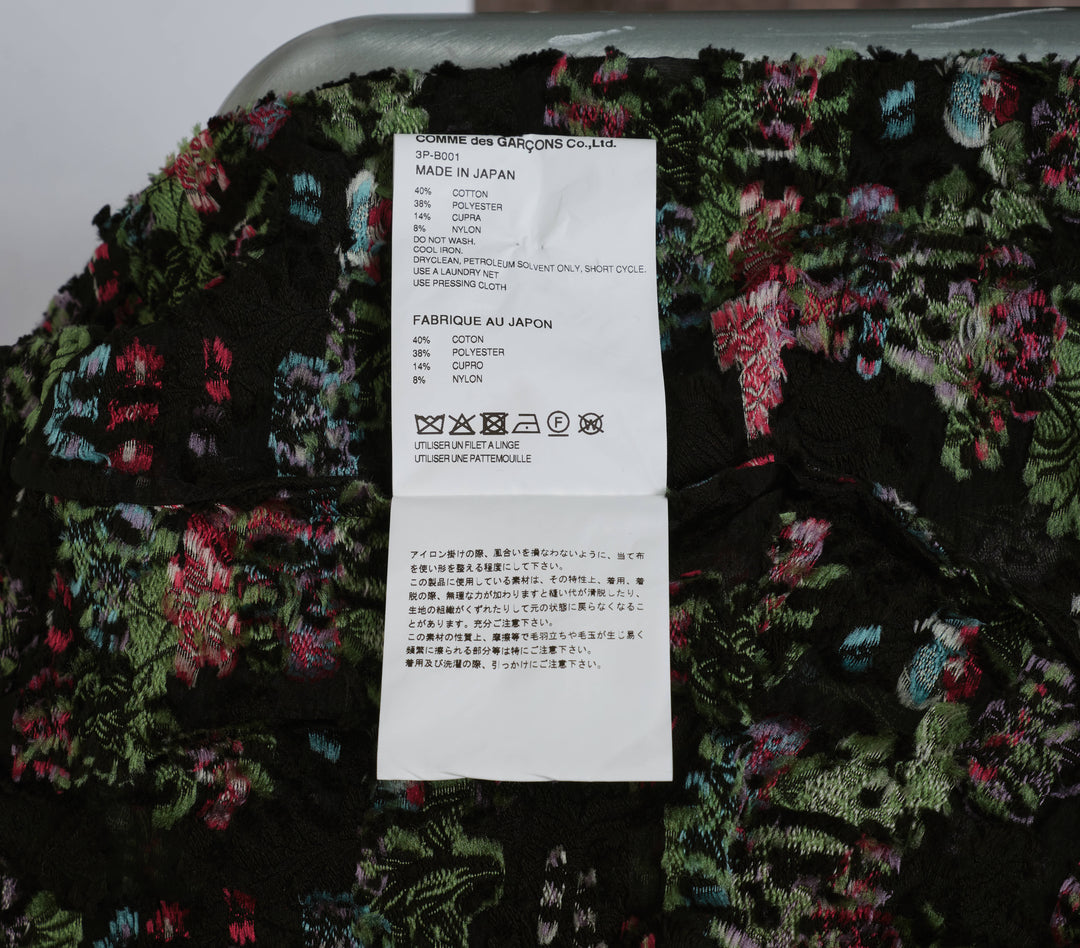 COMME des GARÇONS Co.,Ltd.
3P-B001
MADE IN JAPAN
40% COTTON
38% POLYESTER
14% CUPRA
8% NYLON
DO NOT WASH.
COOL IRON.
DRYCLEAN, PETROLEUM SOLVENT ONLY, SHORT CYCLE.
USE A LAUNDRY NET
USE PRESSING CLOTH
FABRIQUE AU JAPON
40% COTON
38% POLYESTER
14% CUPRO
8% NYLON
F W
UTILISER UN FILET A LINGE
UTILISER UNE PATTEMOUILLE
アイロン掛けの際、風合いを損なわないように、当て布
を使い形を整える程度にして下さい。
この製品に使用している素材は、その特性上、着用、着
脱の際、無理な力が加わりますと縫い代が滑脱したり、
生地の組織がくずれたりして元の状態に戻らなくなるこ
とがあります。充分ご注意下さい。
この素材の性質上、摩擦等で毛羽立ちや毛玉が生じ易く
頻繁に擦られる部分等は特にご注意下さい。
着用及び洗濯の際、引っかけにご注意下さい。